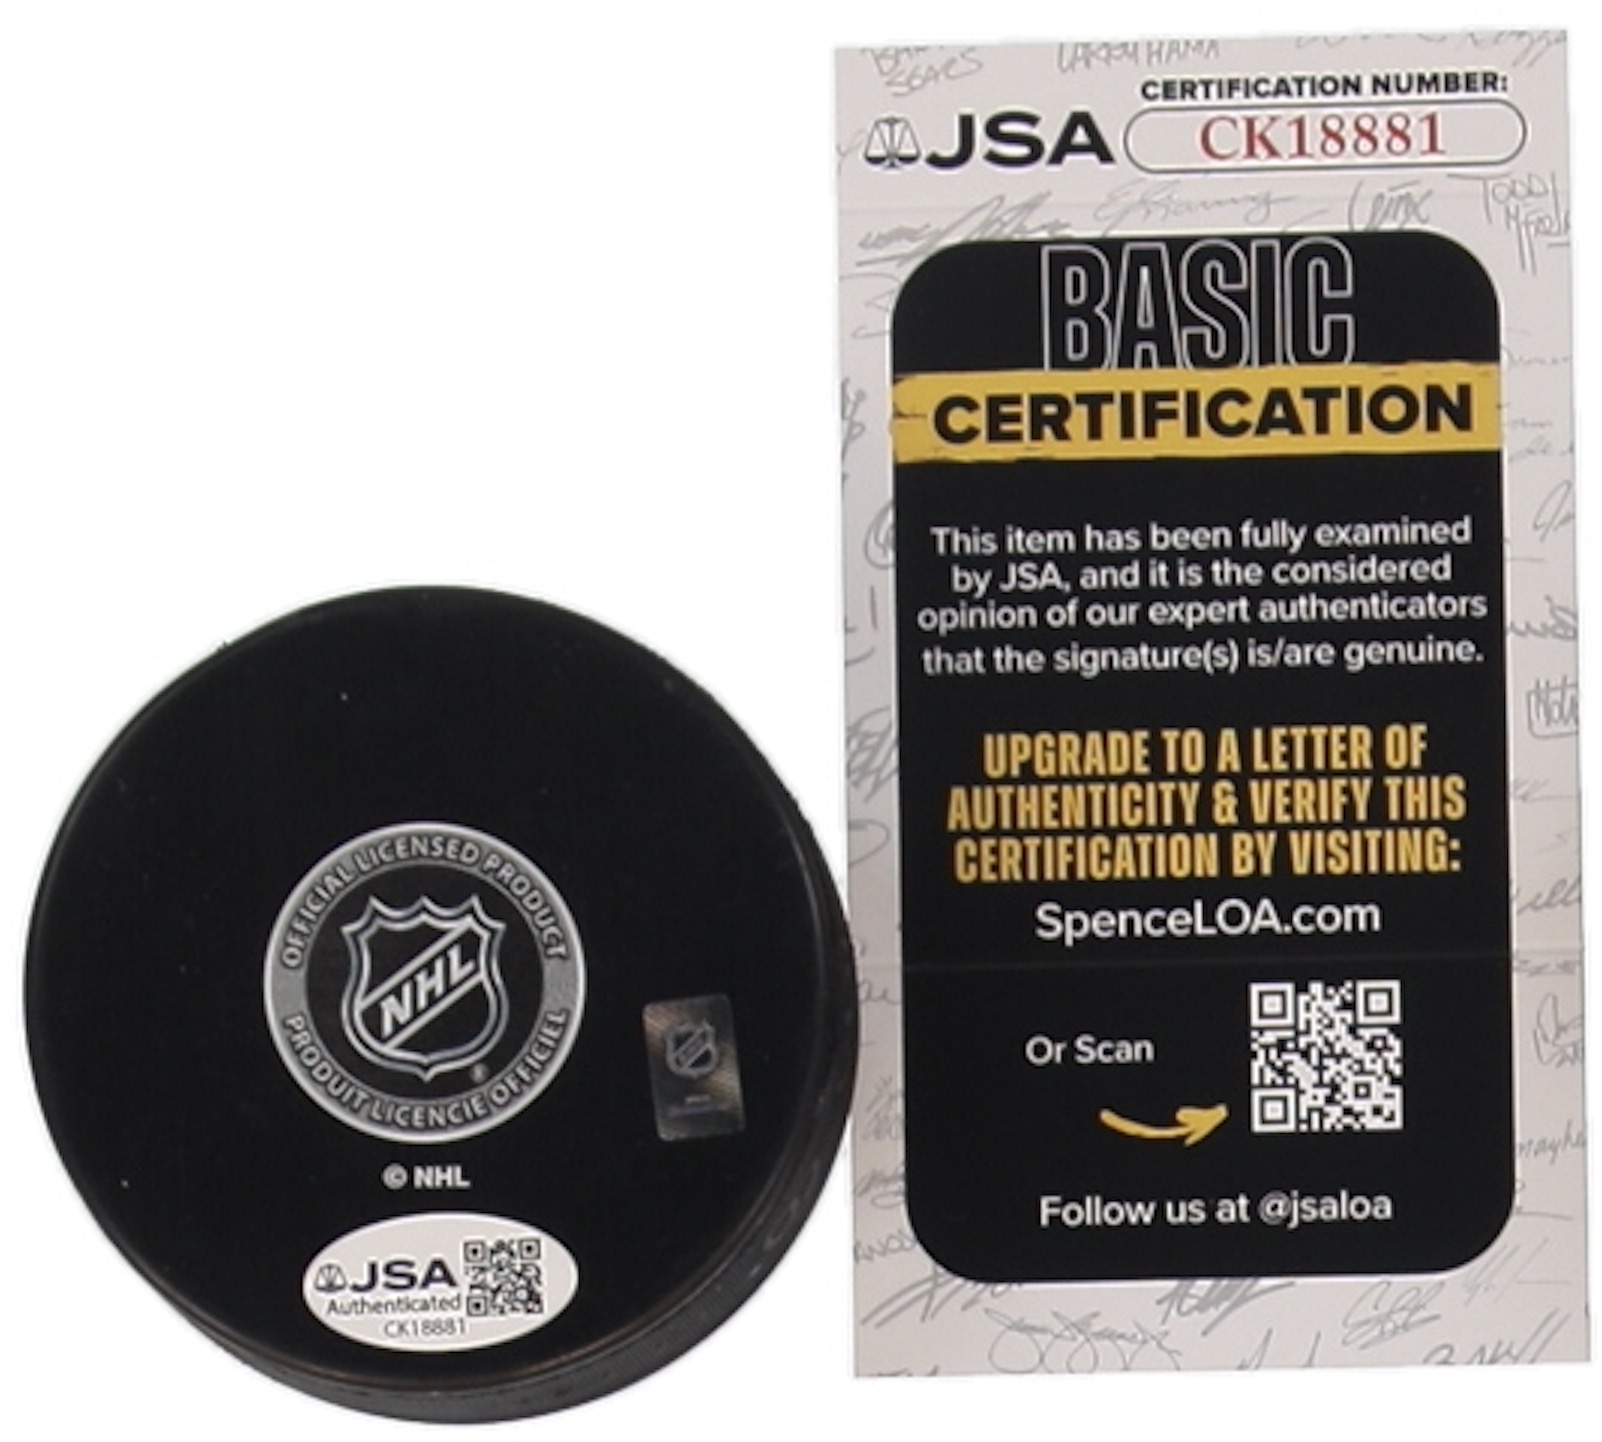 LARRY HAMA
CERTIFICATION NUMBER:
JSA CK18881
BASIC
CERTIFICATION
This item has been fully examined
by JSA, and it is the considered
opinion of our expert authenticators
that the signature(s) is/are genuine.
UPGRADE TO A LETTER OF
AUTHENTICITY & VERIFY THIS
CERTIFICATION BY VISITING:
SpenceLOA.com
Or Scan
Follow us at @jsaloa
OFFICIAL LICENSED PRODUCT
NHL
PRODUIT LICENCIE OFFICIEL
© NHL
JSA
Authenticated
CK18881